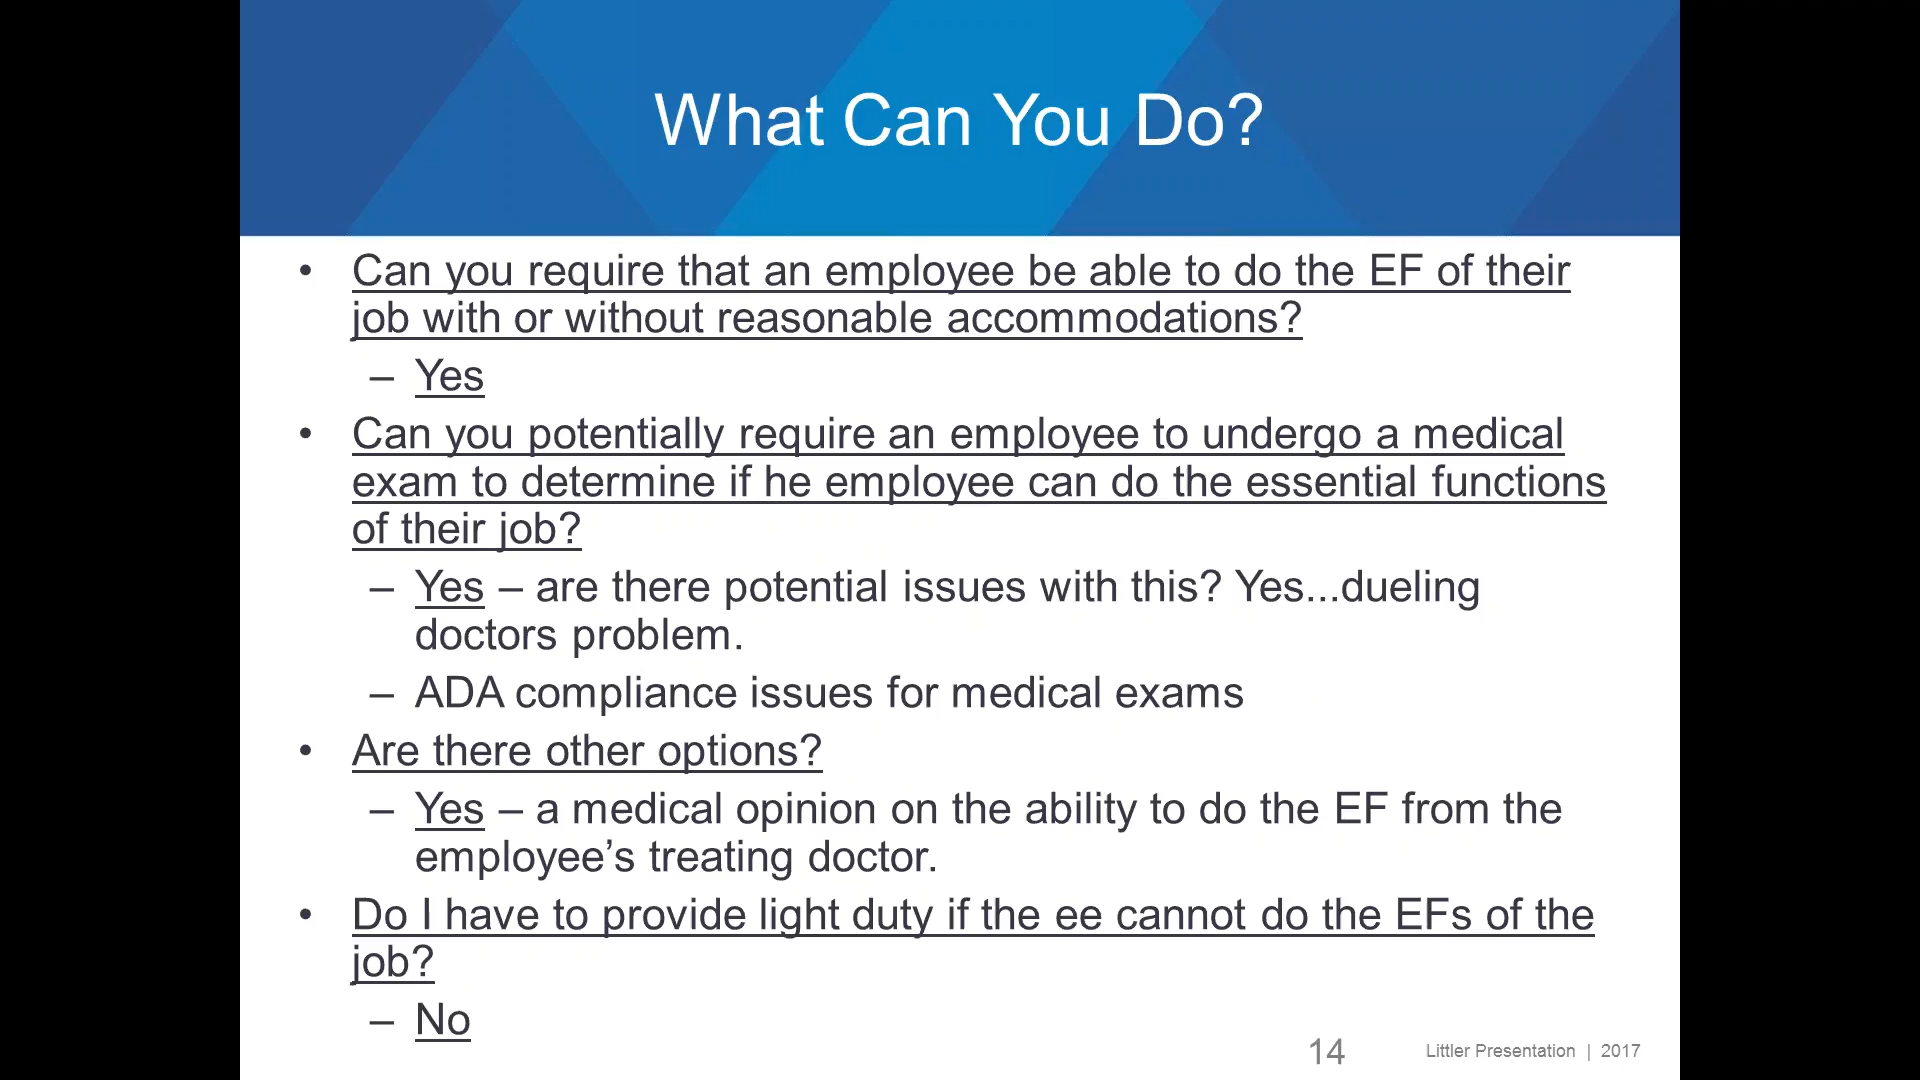 What Can You Do?
• Can you require that an employee be able to do the EF of their
job with or without reasonable accommodations?
– Yes
• Can you potentially require an employee to undergo a medical
exam to determine if he employee can do the essential functions
of their job?
– Yes – are there potential issues with this? Yes...dueling
doctors problem.
– ADA compliance issues for medical exams
• Are there other options?
– Yes – a medical opinion on the ability to do the EF from the
employee’s treating doctor.
• Do I have to provide light duty if the ee cannot do the EFs of the
job?
– No
14 Littler Presentation | 2017